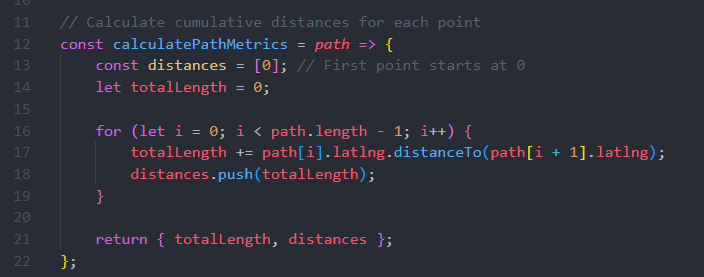 10
11 // Calculate cumulative distances for each point
12 const calculatePathMetrics = path => {
13     const distances = [0]; // First point starts at 0
14     let totalLength = 0;
15
16     for (let i = 0; i < path.length - 1; i++) {
17         totalLength += path[i].latlng.distanceTo(path[i + 1].latlng);
18         distances.push(totalLength);
19     }
20
21     return { totalLength, distances };
22 };